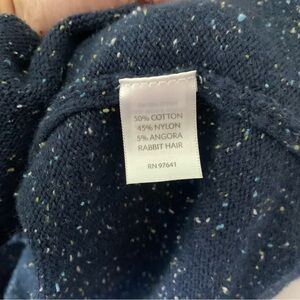 50% COTTON
45% NYLON
5% ANGORA
RABBIT HAIR
RN 97641